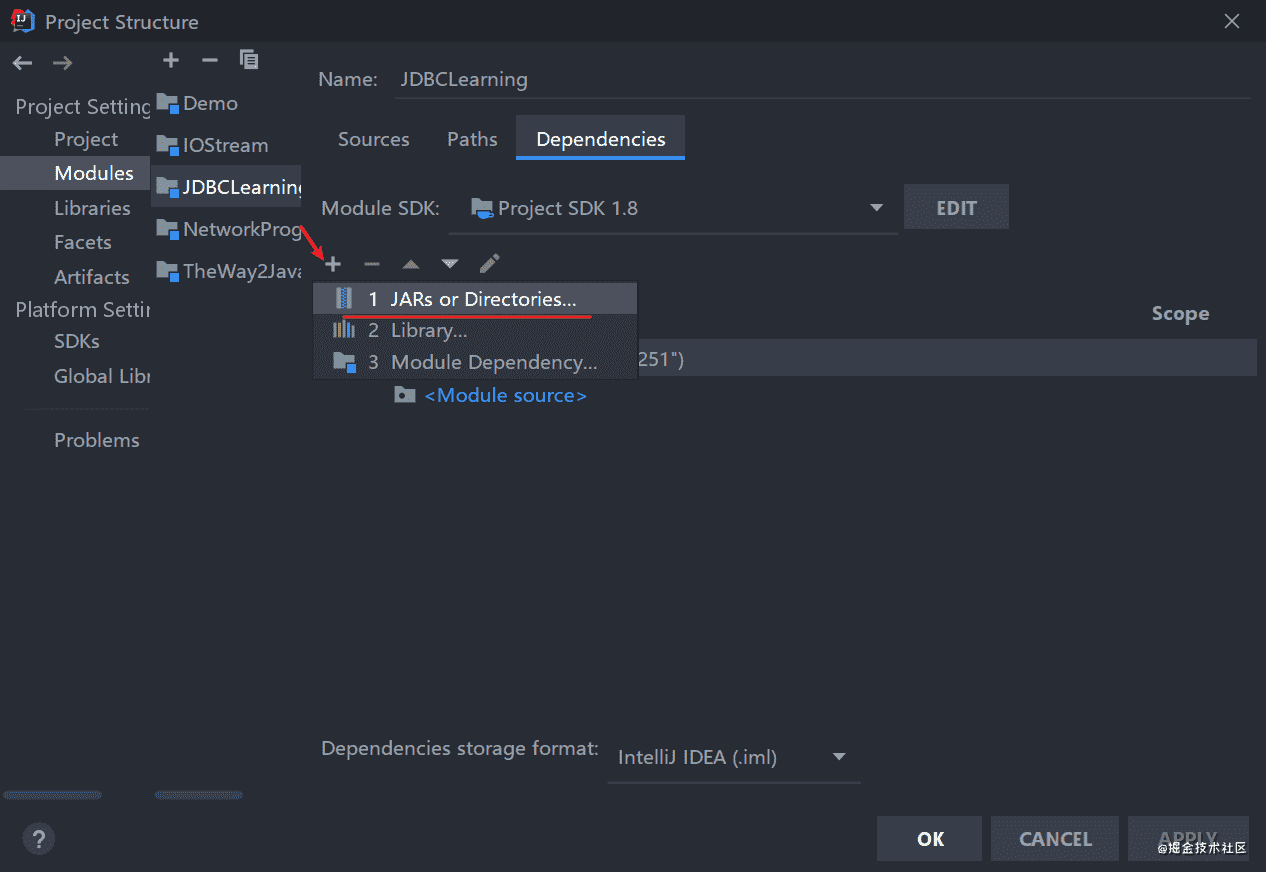 Project Structure
Project Setting
Project
Modules
Libraries
Facets
Artifacts
Platform Settin
SDKs
Global Libr
Problems
Demo
IOStream
JDBCLearning
NetworkProg
TheWay2Java
Name: JDBCLearning
Sources Paths Dependencies
Module SDK: Project SDK 1.8 EDIT
1 JARs or Directories...
2 Library...
3 Module Dependency...
Scope
251")
<Module source>
Dependencies storage format: IntelliJ IDEA (.iml)
? OK CANCEL APPLY
@掘金技术社区